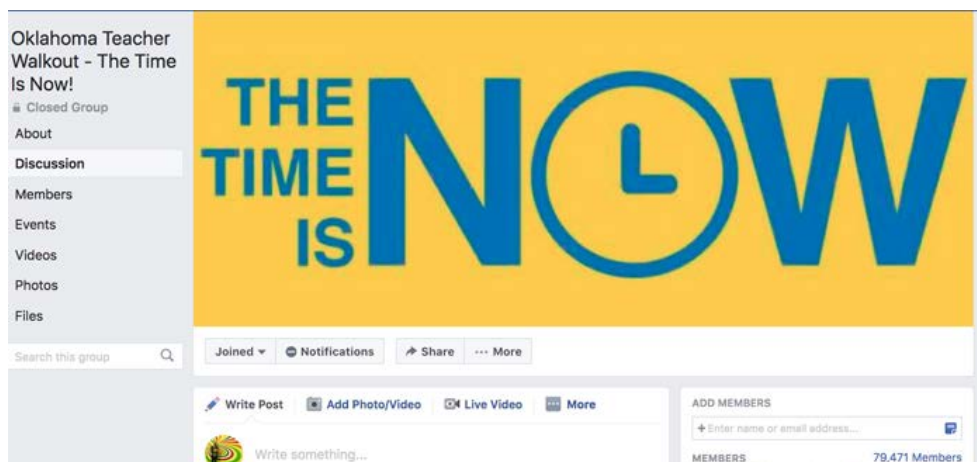 Oklahoma Teacher
Walkout - The Time
Is Now!
Closed Group
About
Discussion
Members
Events
Videos
Photos
Files
Search this group
THE
TIME
IS
NOW
Joined
Notifications
Share
More
Write Post
Add Photo/Video
Live Video
More
Write something...
ADD MEMBERS
+ Enter name or email address...
MEMBERS 79,471 Members